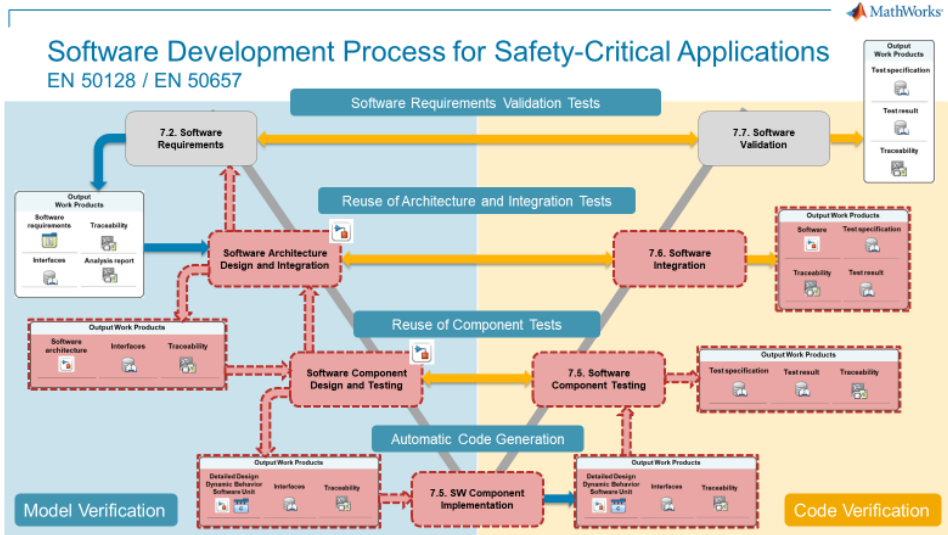 MathWorks®
Software Development Process for Safety-Critical Applications
EN 50128 / EN 50657
Output
Work Products
Test specification
Test result
Traceability
Software Requirements Validation Tests
7.2. Software
Requirements
7.7. Software
Validation
Output
Work Products
Software
requirements
Traceability
Interfaces
Analysis report
Reuse of Architecture and Integration Tests
Software Architecture
Design and Integration
7.6. Software
Integration
Output Work Products
Software
Test specification
Traceability
Test result
Output Work Products
Software
architecture
Interfaces
Traceability
Reuse of Component Tests
Software Component
Design and Testing
7.5. Software
Component Testing
Output Work Products
Test specification
Test result
Traceability
Automatic Code Generation
Output Work Products
Detailed Design
Dynamic Behavior
Software Unit
Interfaces
Traceability
7.5. SW Component
Implementation
Output Work Products
Detailed Design
Dynamic Behavior
Software Unit
Interfaces
Traceability
Model Verification
Code Verification